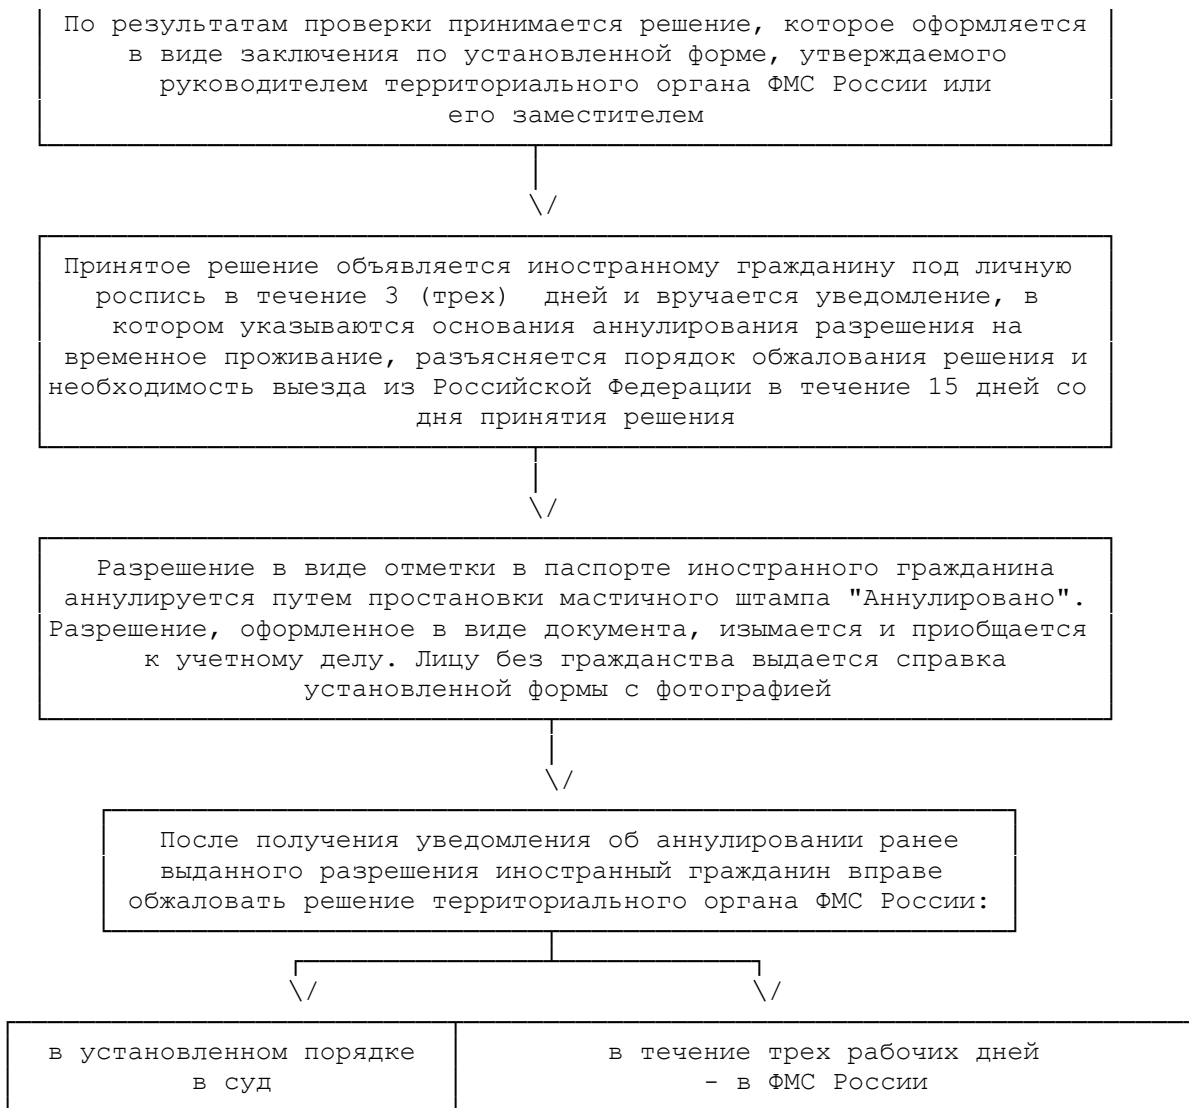 По результатам проверки принимается решение, которое оформляется
в виде заключения по установленной форме, утверждаемого
руководителем территориального органа ФМС России или
его заместителем
Принятое решение объявляется иностранному гражданину под личную
роспись в течение 3 (трех) дней и вручается уведомление, в
котором указываются основания аннулирования разрешения на
временное проживание, разъясняется порядок обжалования решения и
необходимость выезда из Российской Федерации в течение 15 дней со
дня принятия решения
Разрешение в виде отметки в паспорте иностранного гражданина
аннулируется путем простановки мастичного штампа "Аннулировано".
Разрешение, оформленное в виде документа, изымается и приобщается
к учетному делу. Лицу без гражданства выдается справка
установленной формы с фотографией
После получения уведомления об аннулировании ранее
выданного разрешения иностранный гражданин вправе
обжаловать решение территориального органа ФМС России:
в установленном порядке
в суд
в течение трех рабочих дней
- в ФМС России